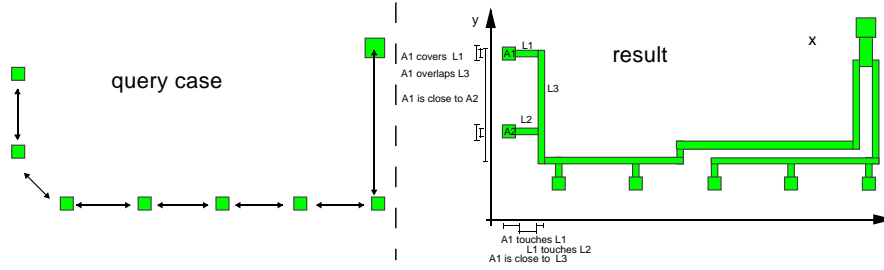 query case
A1 covers L1
A1 overlaps L3
A1 is close to A2
y
result
x
A1
L1
L3
L2
A2
A1 touches L1
L1 touches L2
A1 is close to L3